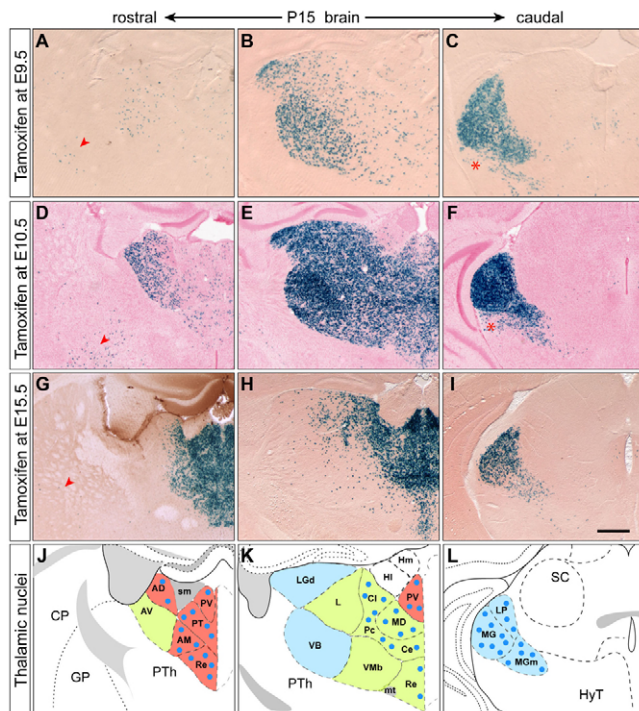 rostral P15 brain caudal
Tamoxifen at E9.5
A
B
C
*
Tamoxifen at E10.5
D
E
F
*
Tamoxifen at E15.5
G
H
I
Thalamic nuclei
J
AD
sm
PV
AV
PT
AM
Re
CP
GP
PTh
K
Hm
LGd
Hl
L
CI
PV
Pc
MD
VB
Ce
VMb
Re
mt
PTh
L
SC
LP
MG
MGm
HyT